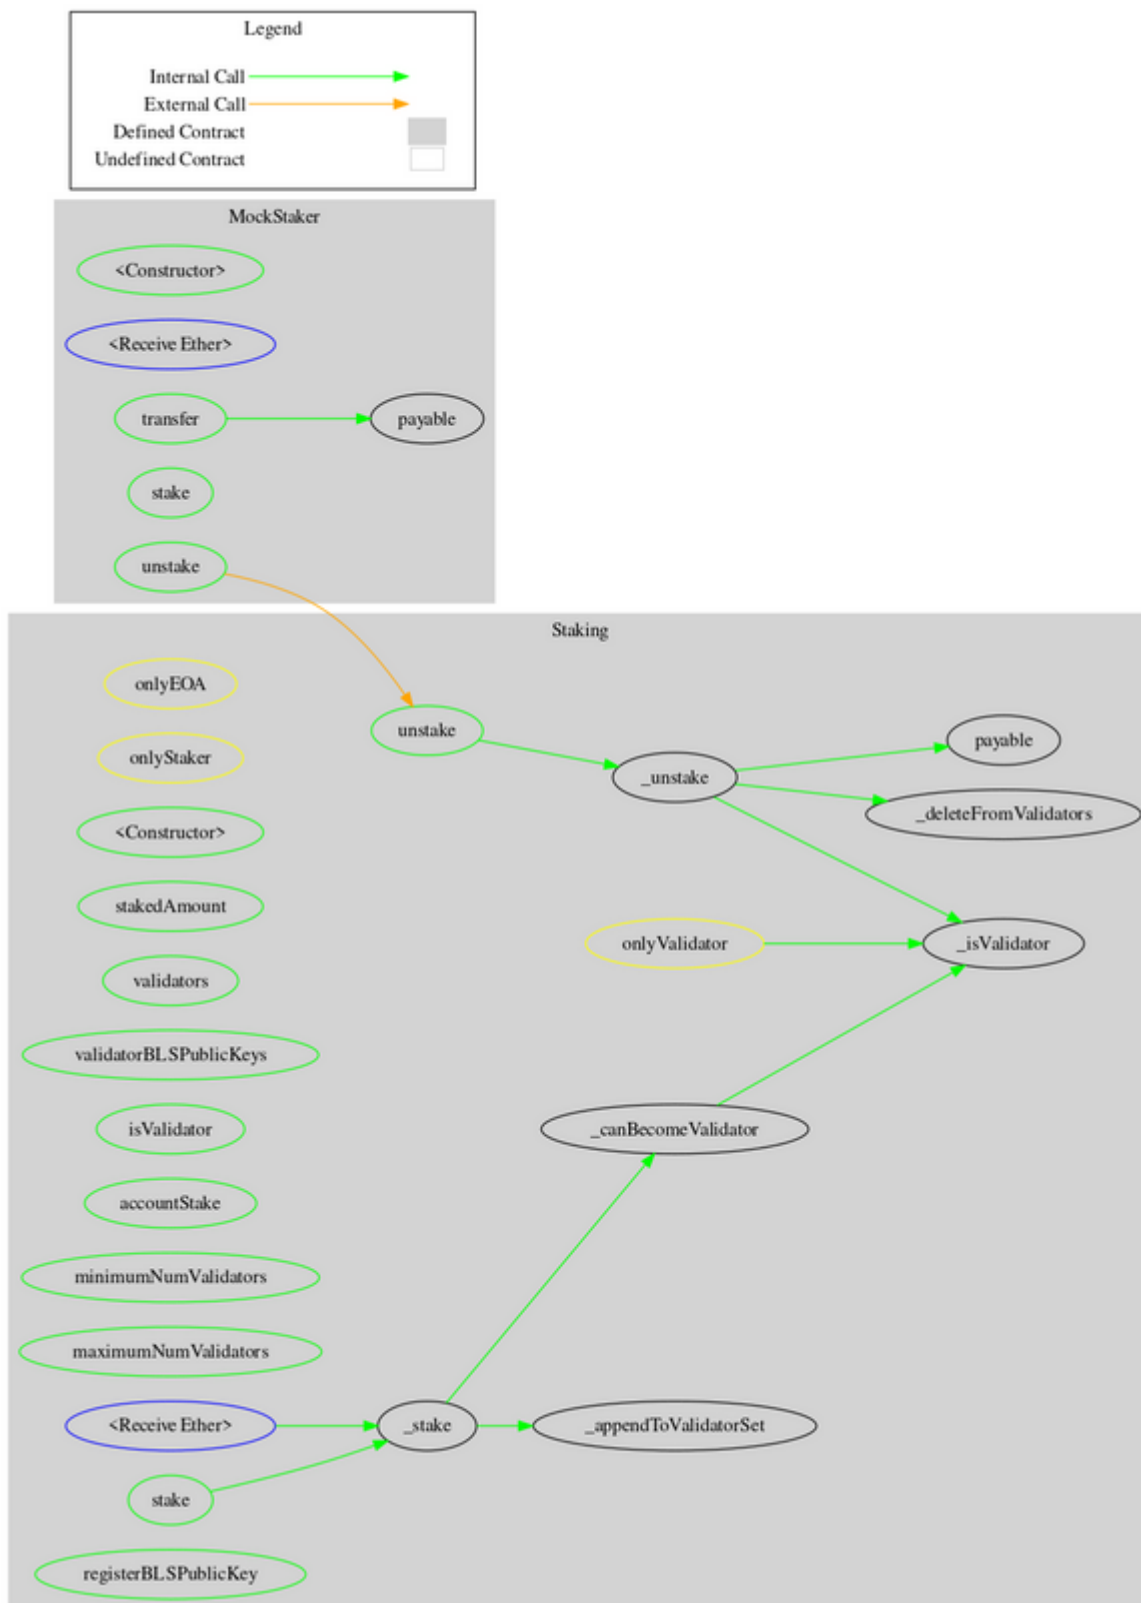 Legend
Internal Call
External Call
Defined Contract
Undefined Contract
MockStaker
<Constructor>
<Receive Ether>
transfer
payable
stake
unstake
Staking
onlyEOA
unstake
payable
onlyStaker
_unstake
_deleteFromValidators
<Constructor>
stakedAmount
onlyValidator
_isValidator
validators
validatorBLSPublicKeys
isValidator
_canBecomeValidator
accountStake
minimumNumValidators
maximumNumValidators
<Receive Ether>
_stake
_appendToValidatorSet
stake
registerBLSPublicKey